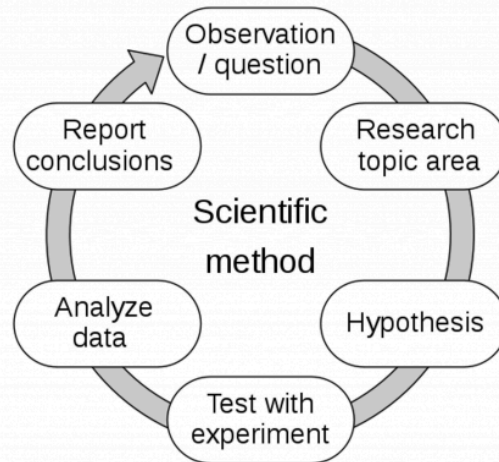 Observation
/ question
Research
topic area
Hypothesis
Test with
experiment
Analyze
data
Report
conclusions
Scientific
method